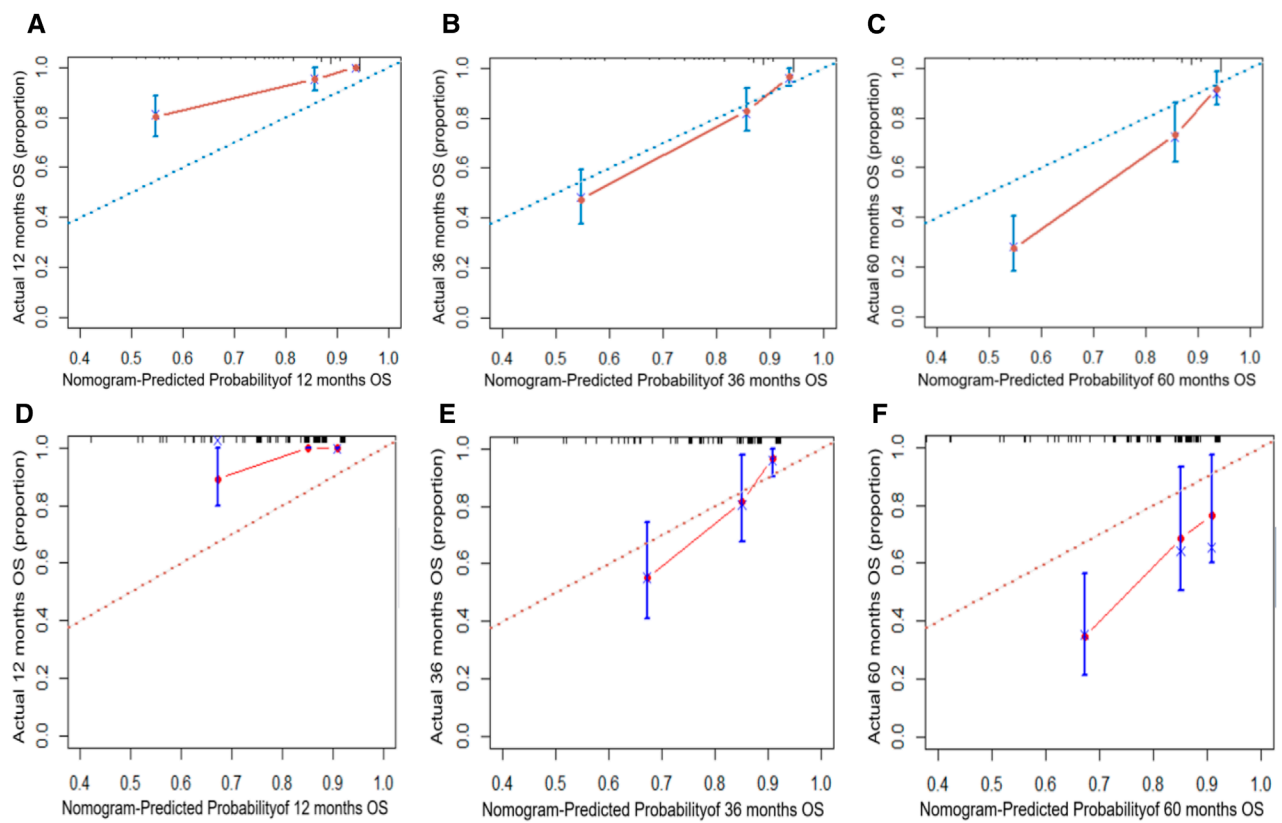 A
B
C
Actual 12 months OS (proportion)
0.0 0.2 0.4 0.6 0.8 1.0
0.4 0.5 0.6 0.7 0.8 0.9 1.0
Nomogram-Predicted Probabilityof 12 months OS
Actual 36 months OS (proportion)
0.0 0.2 0.4 0.6 0.8 1.0
0.4 0.5 0.6 0.7 0.8 0.9 1.0
Nomogram-Predicted Probabilityof 36 months OS
Actual 60 months OS (proportion)
0.0 0.2 0.4 0.6 0.8 1.0
0.4 0.5 0.6 0.7 0.8 0.9 1.0
Nomogram-Predicted Probabilityof 60 months OS
D
E
F
Actual 12 months OS (proportion)
0.0 0.2 0.4 0.6 0.8 1.0
0.4 0.5 0.6 0.7 0.8 0.9 1.0
Nomogram-Predicted Probabilityof 12 months OS
Actual 36 months OS (proportion)
0.0 0.2 0.4 0.6 0.8 1.0
0.4 0.5 0.6 0.7 0.8 0.9 1.0
Nomogram-Predicted Probabilityof 36 months OS
Actual 60 months OS (proportion)
0.0 0.2 0.4 0.6 0.8 1.0
0.4 0.5 0.6 0.7 0.8 0.9 1.0
Nomogram-Predicted Probabilityof 60 months OS